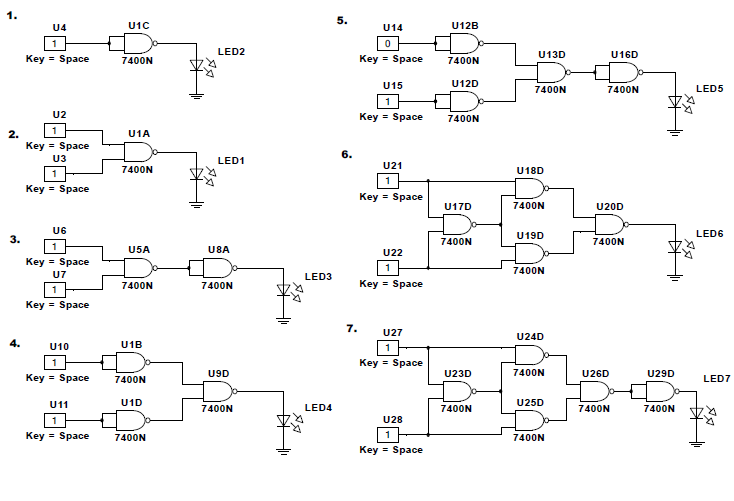 1.
U4
U1C
1
Key = Space
7400N
LED2
2.
U2
1
Key = Space
U3
1
Key = Space
U1A
7400N
LED1
3.
U6
1
Key = Space
U7
1
Key = Space
U5A
7400N
U8A
7400N
LED3
4.
U10
1
Key = Space
U11
1
Key = Space
U1B
7400N
U1D
7400N
U9D
7400N
LED4
5.
U14
0
Key = Space
U15
1
Key = Space
U12B
7400N
U12D
7400N
U13D
7400N
U16D
7400N
LED5
6.
U21
1
Key = Space
U22
1
Key = Space
U17D
7400N
U18D
7400N
U19D
7400N
U20D
7400N
LED6
7.
U27
1
Key = Space
U28
1
Key = Space
U23D
7400N
U24D
7400N
U25D
7400N
U26D
7400N
U29D
7400N
LED7